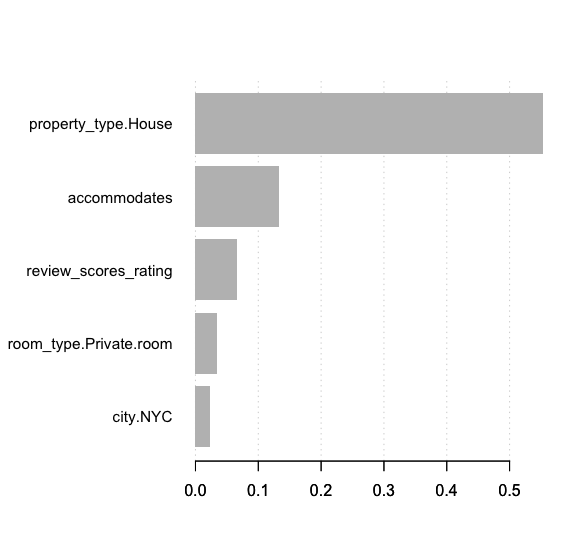 property_type.House
accommodates
review_scores_rating
room_type.Private.room
city.NYC
0.0 0.1 0.2 0.3 0.4 0.5